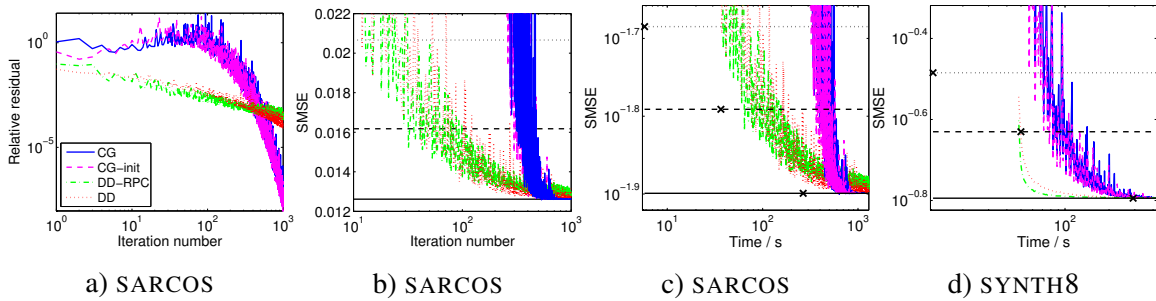 10^0
10^-5
Relative residual
CG
CG-init
DD-RPC
DD
10^0 10^1 10^2 10^3
Iteration number
a) SARCOS
0.022
0.02
0.018
0.016
0.014
0.012
SMSE
10^2 10^3
Iteration number
b) SARCOS
10^-1.7
10^-1.8
10^-1.9
SMSE
10^1 10^2 10^3
Time / s
c) SARCOS
10^-0.4
10^-0.5
10^-0.6
10^-0.8
SMSE
10^2
Time / s
d) SYNTH8